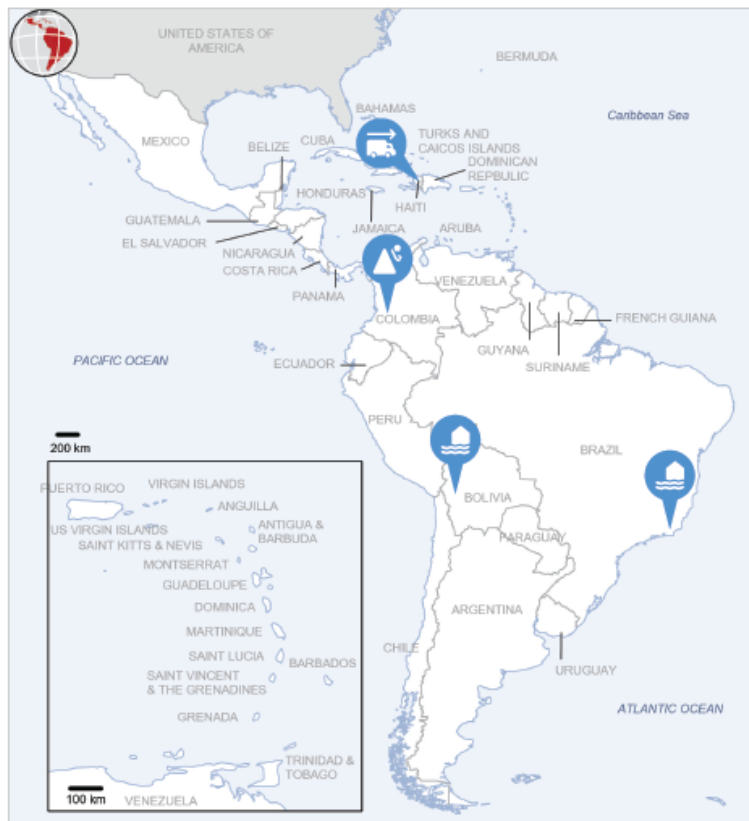 UNITED STATES OF
AMERICA
BERMUDA
BAHAMAS
Caribbean Sea
MEXICO
BELIZE
CUBA
TURKS AND
CAICOS ISLANDS
DOMINICAN
REPBULIC
HONDURAS
HAITI
GUATEMALA
JAMAICA
ARUBA
EL SALVADOR
NICARAGUA
COSTA RICA
VENEZUELA
PANAMA
COLOMBIA
FRENCH GUIANA
GUYANA
SURINAME
PACIFIC OCEAN
ECUADOR
PERU
BRAZIL
200 km
BOLIVIA
PARAGUAY
ARGENTINA
CHILE
URUGUAY
ATLANTIC OCEAN
PUERTO RICO
VIRGIN ISLANDS
ANGUILLA
US VIRGIN ISLANDS
ANTIGUA &
BARBUDA
SAINT KITTS & NEVIS
MONTSERRAT
GUADELOUPE
DOMINICA
MARTINIQUE
SAINT LUCIA
BARBADOS
SAINT VINCENT
& THE GRENADINES
GRENADA
TRINIDAD &
TOBAGO
100 km
VENEZUELA